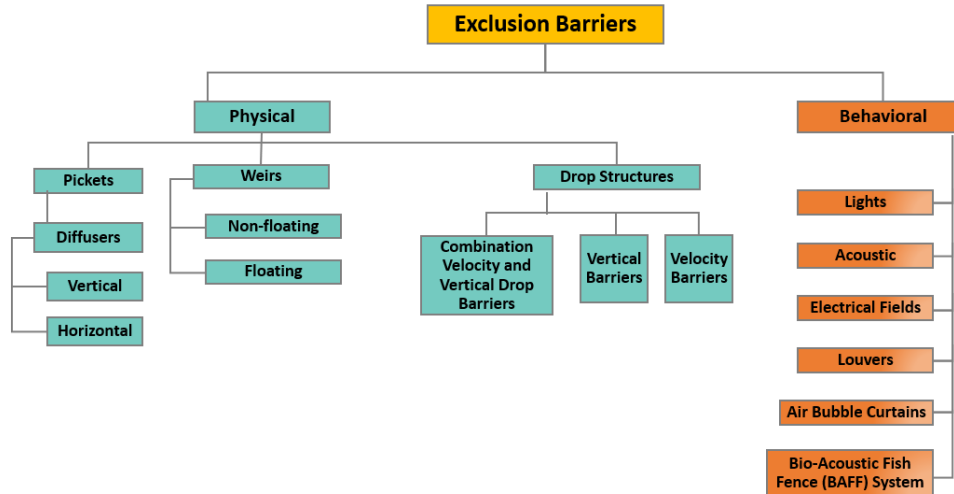 Exclusion Barriers
Physical
Behavioral
Pickets
Weirs
Drop Structures
Diffusers
Vertical
Horizontal
Non-floating
Floating
Combination
Velocity and
Vertical Drop
Barriers
Vertical
Barriers
Velocity
Barriers
Lights
Acoustic
Electrical Fields
Louvers
Air Bubble Curtains
Bio-Acoustic Fish
Fence (BAFF) System